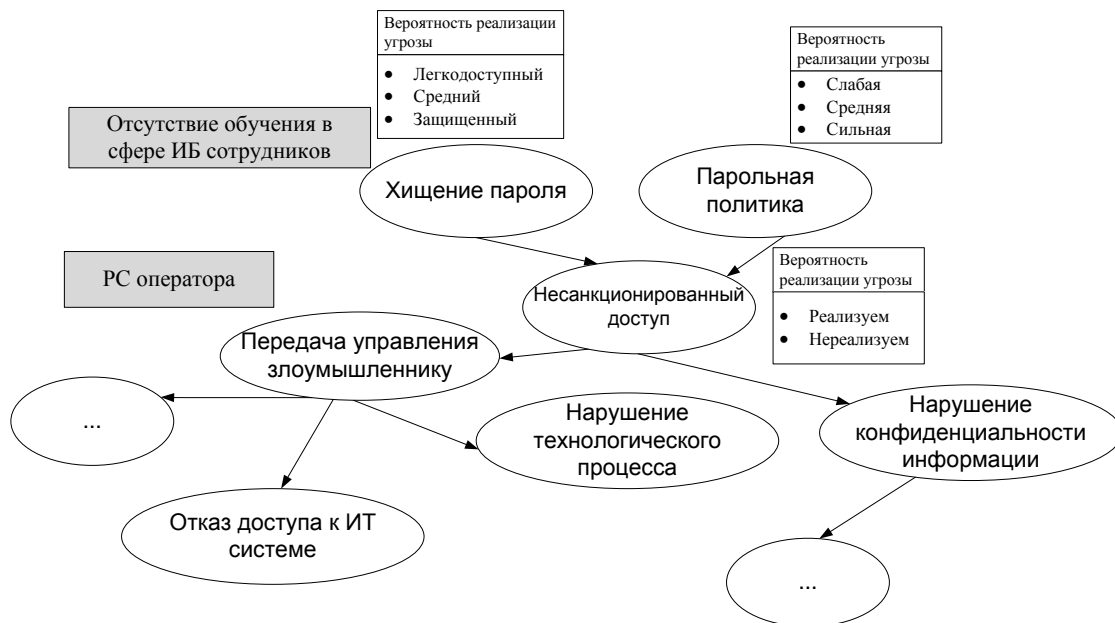 Вероятность реализации
угрозы
• Легкодоступный
• Средний
• Защищенный
Вероятность
реализации угрозы
• Слабая
• Средняя
• Сильная
Отсутствие обучения в
сфере ИБ сотрудников
Хищение пароля
Парольная
политика
РС оператора
Несанкционированный
доступ
Вероятность
реализации угрозы
• Реализуем
• Нереализуем
Передача управления
злоумышленнику
...
Нарушение
технологического
процесса
Нарушение
конфиденциальности
информации
Отказ доступа к ИТ
системе
...